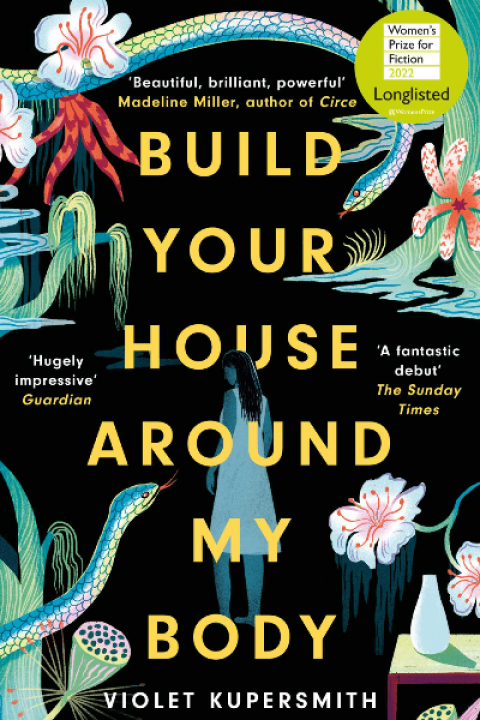 Women's
Prize for
Fiction
2022
Longlisted
@WomensPrize
'Beautiful, brilliant, powerful'
Madeline Miller, author of Circe
BUILD
YOUR
HOUSE
AROUND
MY
BODY
'Hugely
impressive'
Guardian
'A fantastic
debut'
The Sunday
Times
VIOLET KUPERSMITH